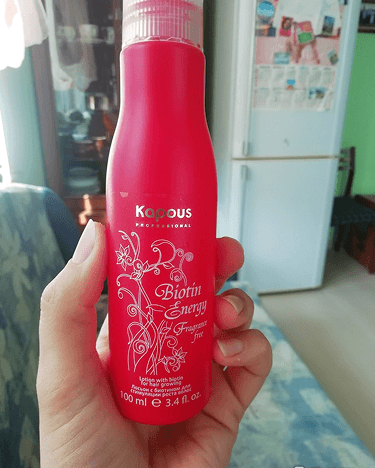 Kapous
PROFESSIONAL
Biotin
Energy
Fragrance
free
Lotion with biotin
for hair growing
Лосьон с биотином для
стимуляции роста волос
100 ml e 3.4 fl. oz.